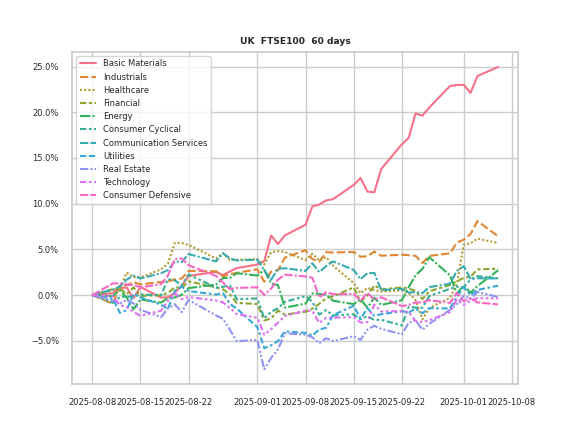 UK FTSE100 60 days
25.0%
20.0%
15.0%
10.0%
5.0%
0.0%
−5.0%
Basic Materials
Industrials
Healthcare
Financial
Energy
Consumer Cyclical
Communication Services
Utilities
Real Estate
Technology
Consumer Defensive
2025-08-08 2025-08-15 2025-08-22 2025-09-01 2025-09-08 2025-09-15 2025-09-22 2025-10-01 2025-10-08